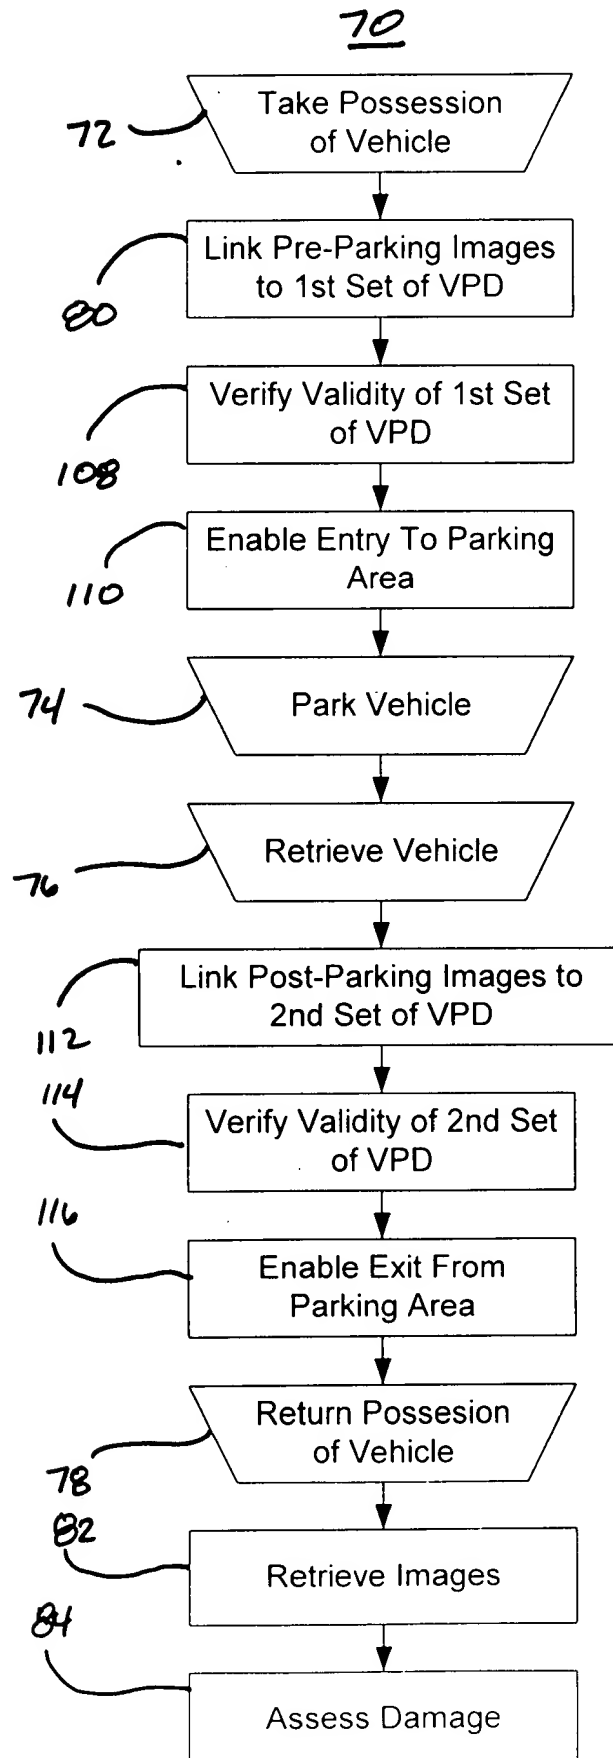 70
72
Take Possession
of Vehicle
80
Link Pre-Parking Images
to 1st Set of VPD
108
Verify Validity of 1st Set
of VPD
110
Enable Entry To Parking
Area
74
Park Vehicle
76
Retrieve Vehicle
112
Link Post-Parking Images to
2nd Set of VPD
114
Verify Validity of 2nd Set
of VPD
116
Enable Exit From
Parking Area
78
Return Possesion
of Vehicle
82
Retrieve Images
84
Assess Damage